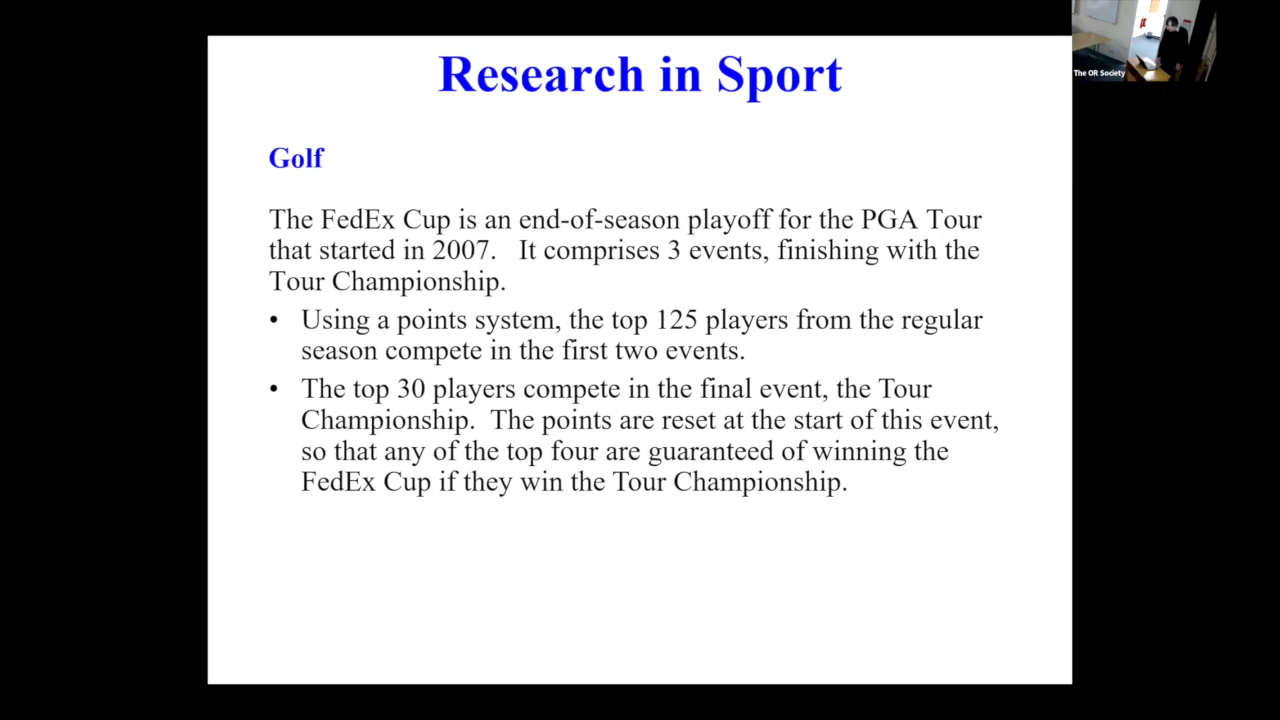 Research in Sport
The OR Society
Golf
The FedEx Cup is an end-of-season playoff for the PGA Tour
that started in 2007. It comprises 3 events, finishing with the
Tour Championship.
• Using a points system, the top 125 players from the regular
season compete in the first two events.
• The top 30 players compete in the final event, the Tour
Championship. The points are reset at the start of this event,
so that any of the top four are guaranteed of winning the
FedEx Cup if they win the Tour Championship.